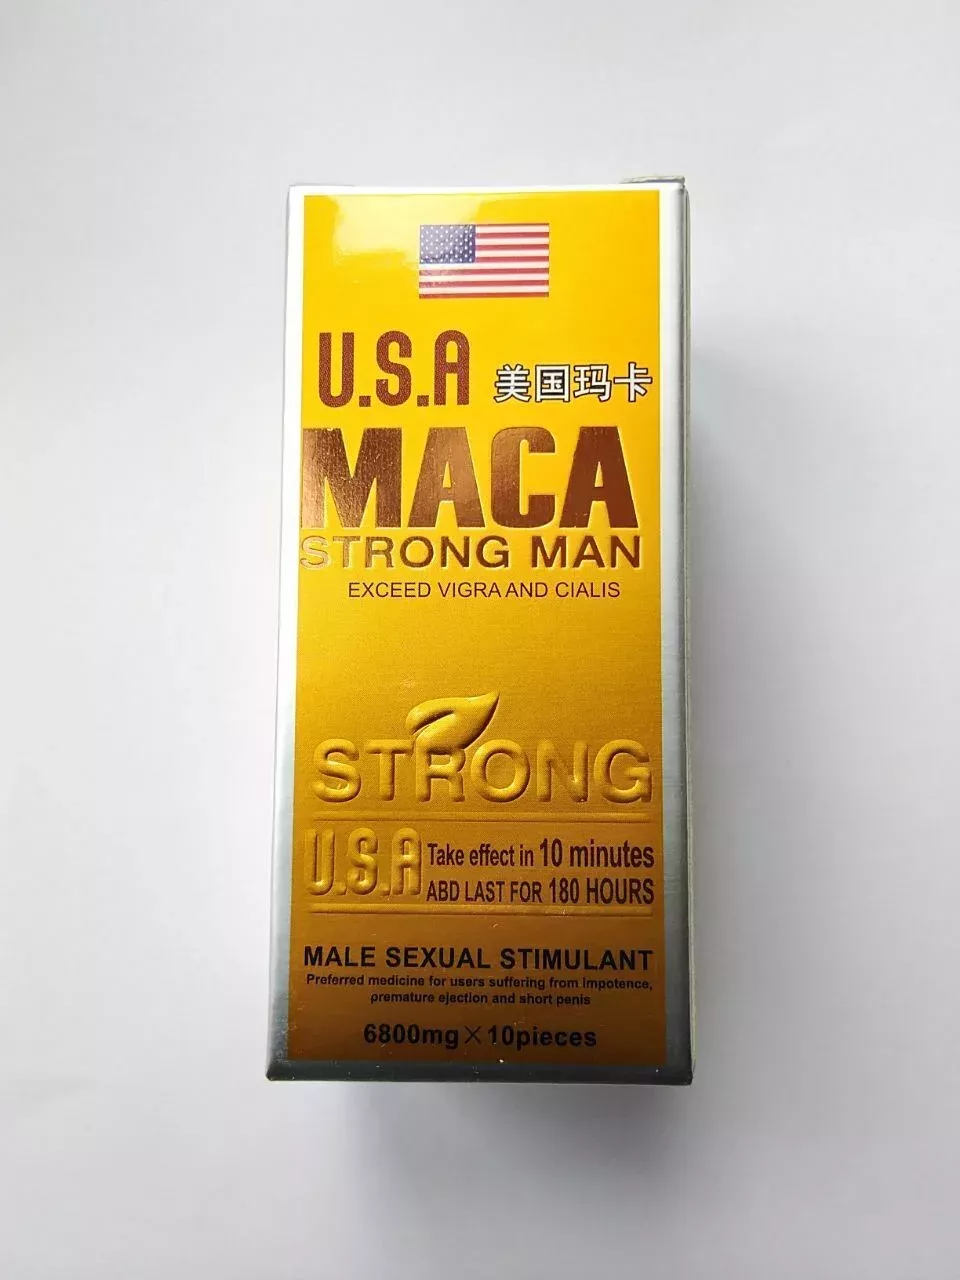 U.S.A 美国玛卡
MACA
STRONG MAN
EXCEED VIGRA AND CIALIS
STRONG
U.S.A
Take effect in 10 minutes
ABD LAST FOR 180 HOURS
MALE SEXUAL STIMULANT
Preferred medicine for users suffering from Impotence,
premature ejection and short penis
6800mg×10pieces